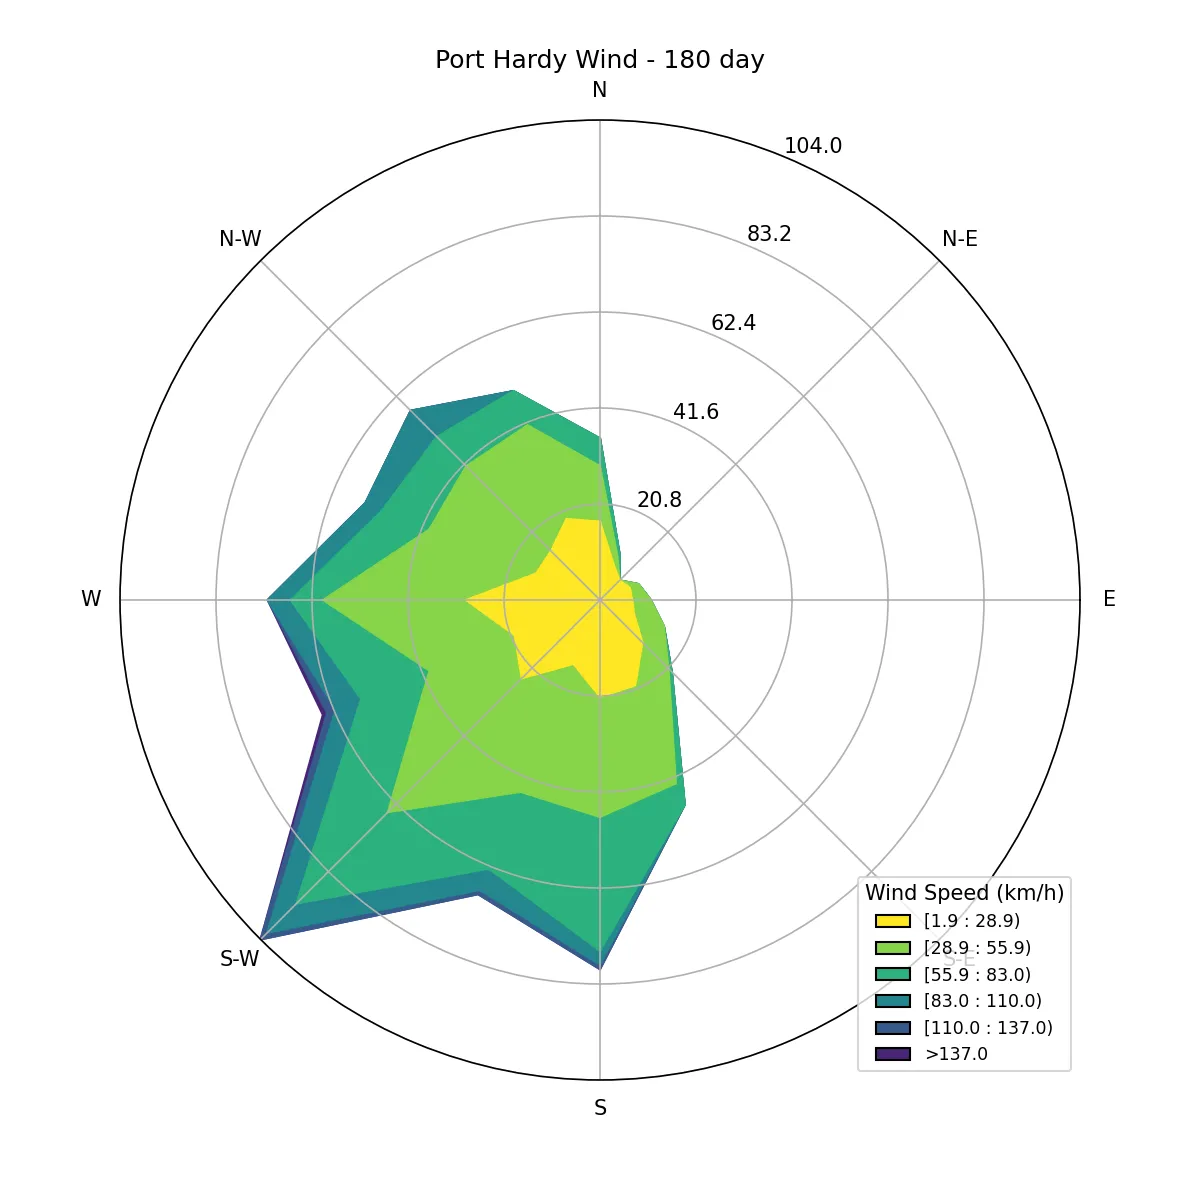 Port Hardy Wind - 180 day
N
104.0
N-W
83.2
N-E
62.4
41.6
20.8
W
E
Wind Speed (km/h)
[1.9 : 28.9)
[28.9 : 55.9)
S-W
S-E
[55.9 : 83.0)
[83.0 : 110.0)
[110.0 : 137.0)
>137.0
S